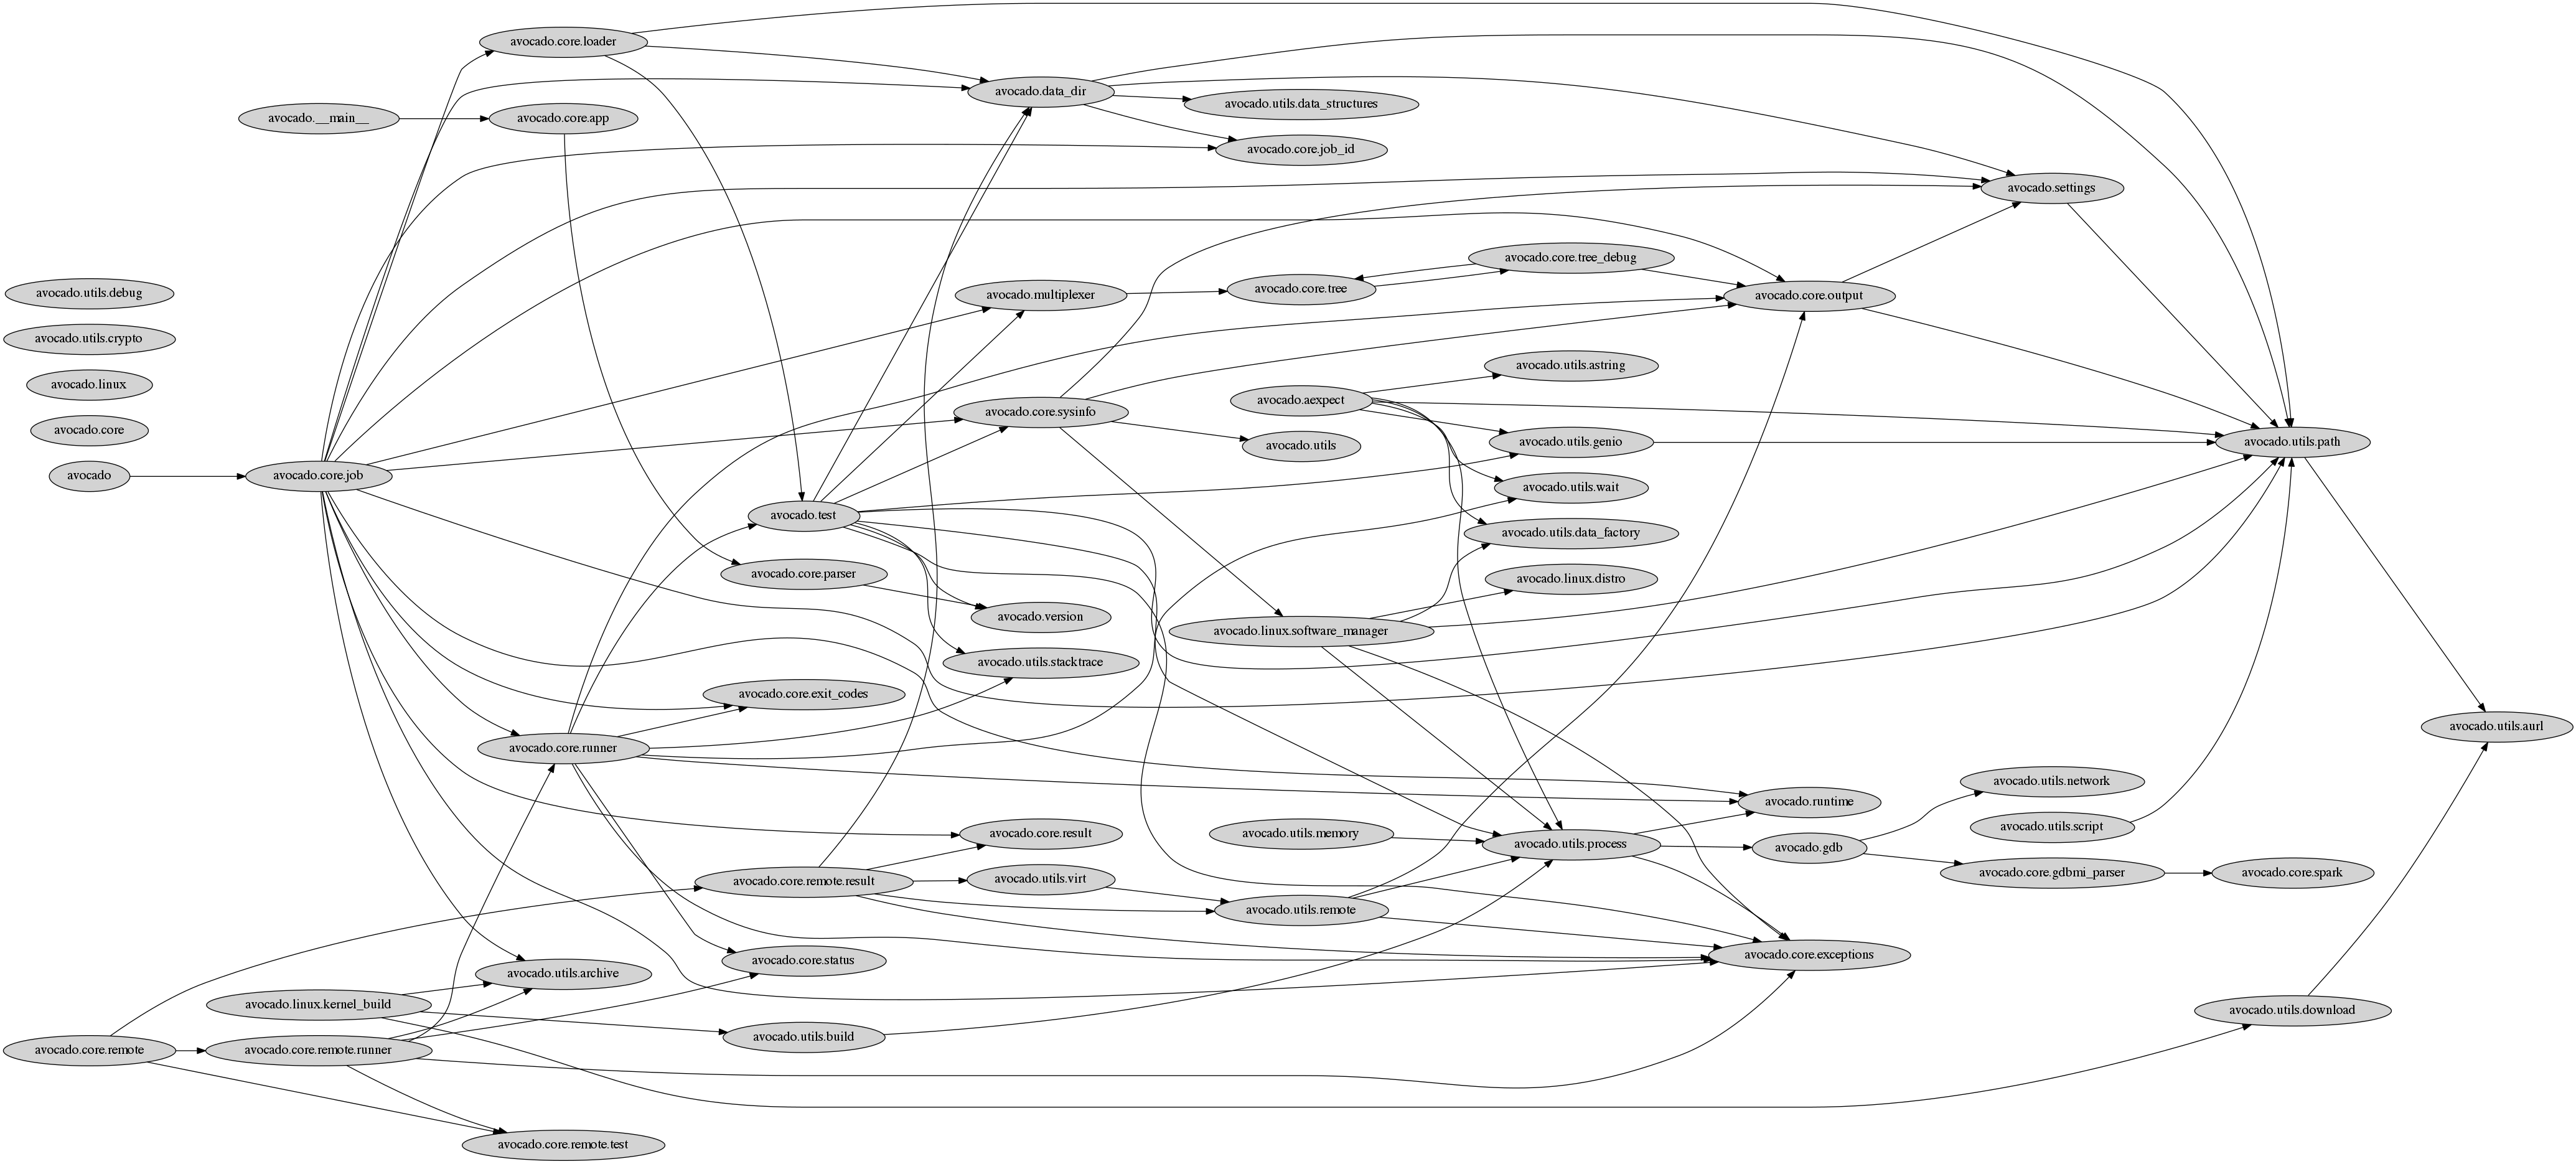 avocado.core.loader
avocado.data_dir
avocado.utils.data_structures
avocado.__main__
avocado.core.app
avocado.core.job_id
avocado.settings
avocado.core.tree_debug
avocado.core.tree
avocado.utils.debug
avocado.multiplexer
avocado.core.output
avocado.utils.crypto
avocado.utils.astring
avocado.linux
avocado.aexpect
avocado.core.sysinfo
avocado.core
avocado.utils
avocado.utils.genio
avocado.utils.path
avocado
avocado.core.job
avocado.utils.wait
avocado.test
avocado.utils.data_factory
avocado.core.parser
avocado.linux.distro
avocado.version
avocado.linux.software_manager
avocado.utils.stacktrace
avocado.core.exit_codes
avocado.utils.aurl
avocado.core.runner
avocado.utils.network
avocado.runtime
avocado.utils.script
avocado.core.result
avocado.utils.memory
avocado.utils.process
avocado.gdb
avocado.core.gdbmi_parser
avocado.core.spark
avocado.core.remote.result
avocado.utils.virt
avocado.utils.remote
avocado.core.exceptions
avocado.core.status
avocado.utils.archive
avocado.linux.kernel_build
avocado.utils.download
avocado.utils.build
avocado.core.remote
avocado.core.remote.runner
avocado.core.remote.test